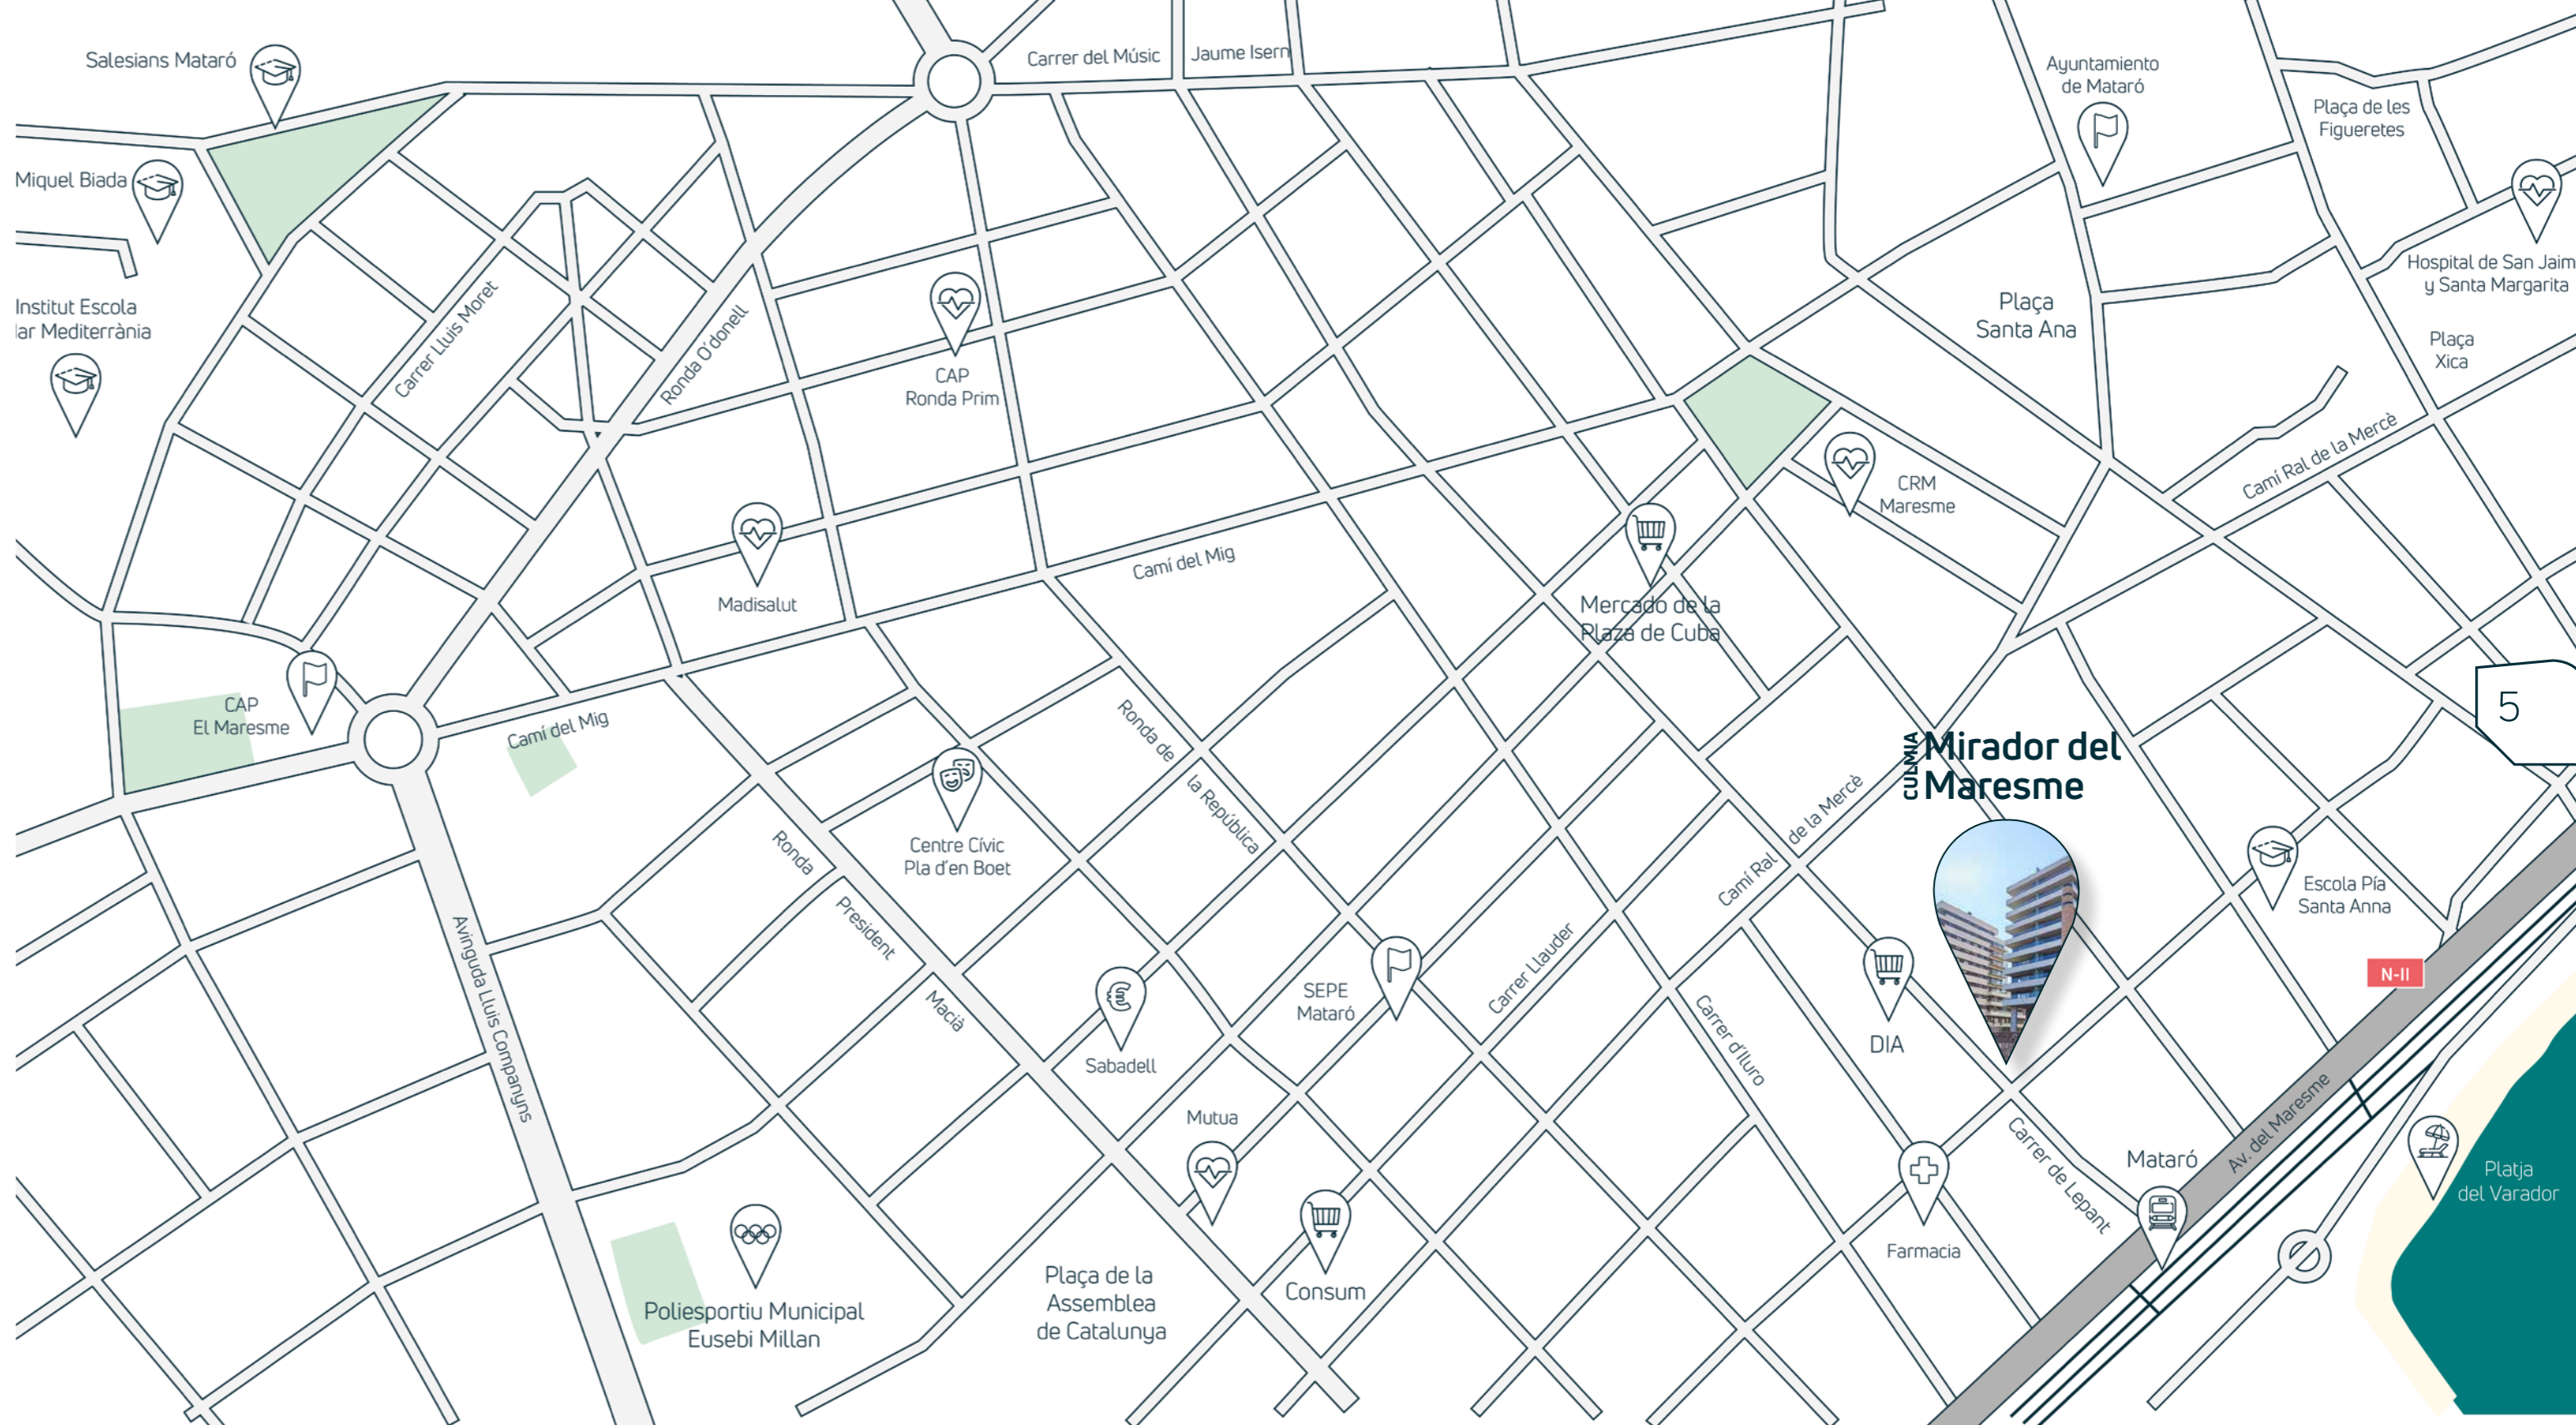 Salesians Mataró
Carrer del Músic
Jaume Isern
Ayuntamiento
de Mataró
Plaça de les
Figueretes
Miquel Biada
Hospital de San Jaim
y Santa Margarita
Institut Escola
lar Mediterrània
Carrer Lluis Moret
Ronda O'donell
CAP
Ronda Prim
Plaça
Santa Ana
Plaça
Xica
Camí Ral de la Mercè
CRM
Maresme
Madisalut
Camí del Mig
Mercado de la
Plaza de Cuba
CAP
El Maresme
Camí del Mig
Ronda de
la República
5
CULMIA
Mirador del
Maresme
Camí Ral
de la Mercè
Ronda
President
Macià
Centre Cívic
Pla d'en Boet
Escola Pía
Santa Anna
Avinguda Lluis Companyns
Carrer Llauder
N-II
SEPE
Mataró
Carrer d'Iluro
DIA
Sabadell
Mutua
Carrer de Lepant
Mataró
Av. del Maresme
Platja
del Varador
Farmacia
Plaça de la
Assemblea
de Catalunya
Consum
Poliesportiu Municipal
Eusebi Millan